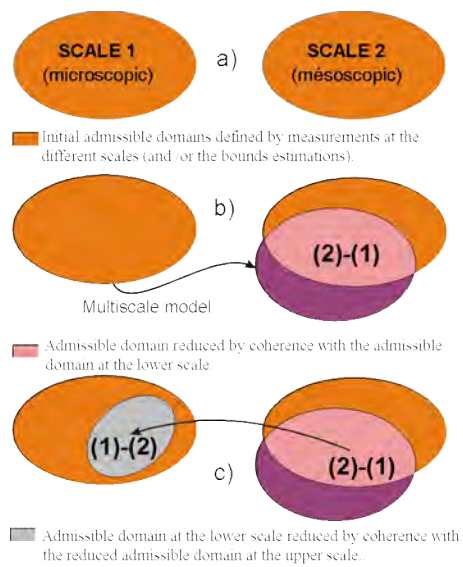 SCALE 1
(microscopic)
a)
SCALE 2
(mésoscopic)
Initial admissible domains defined by measurements at the
different scales (and /or the bounds estimations).
b)
(2)-(1)
Multiscale model
Admissible domain reduced by coherence with the admissible
domain at the lower scale
(1)-(2)
(2)-(1)
c)
Admissible domain at the lower scale reduced by coherence with
the reduced admissible domain at the upper scale..